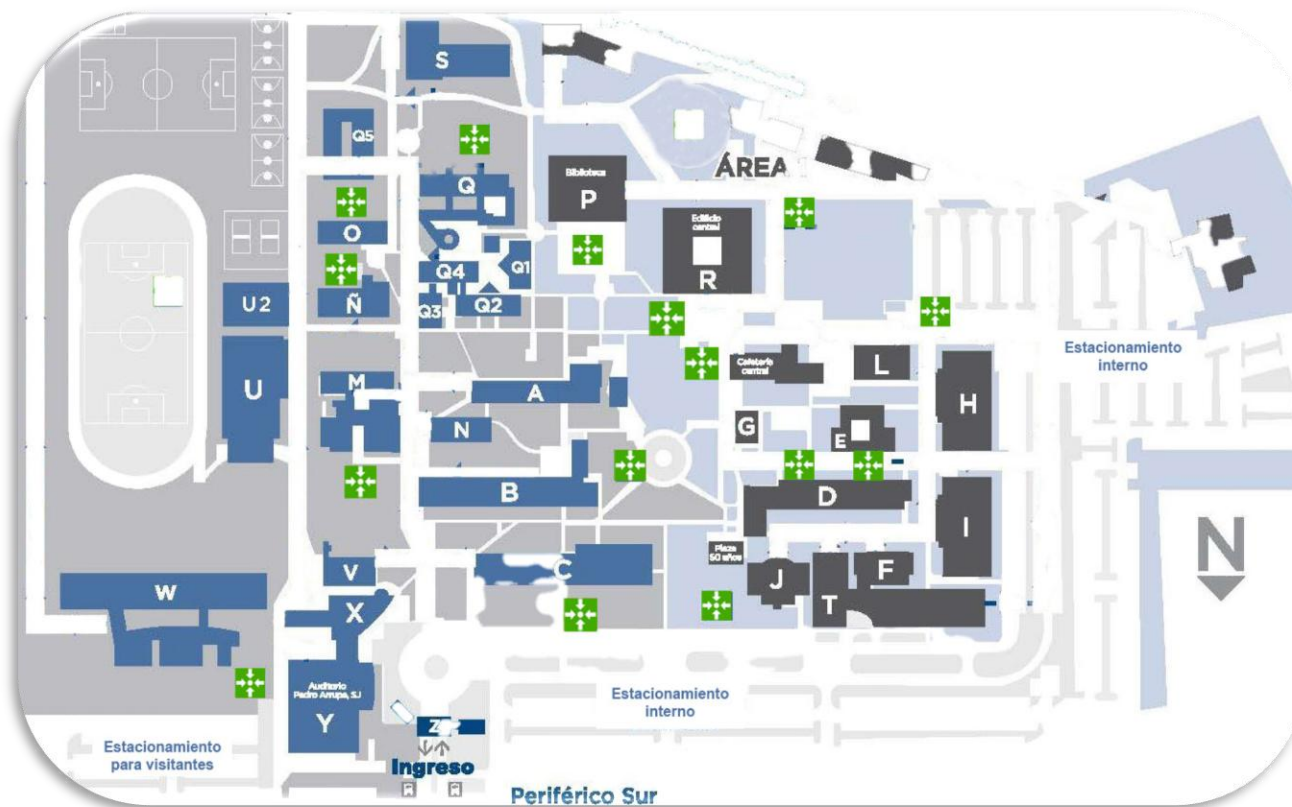 S
Q5
Q
Biblioteca
P
ÁREA
Edificio
central
R
O
Q4
Q1
Q3
Q2
U2
Ñ
Estacionamiento
interno
U
M
A
Cafetería
central
L
H
N
G
E
B
D
I
V
C
Plaza
50 años
J
F
T
W
X
N
Auditorio
Pedro Arrupe, SJ
Y
Z
Estacionamiento
interno
Estacionamiento
para visitantes
Ingreso
Periférico Sur